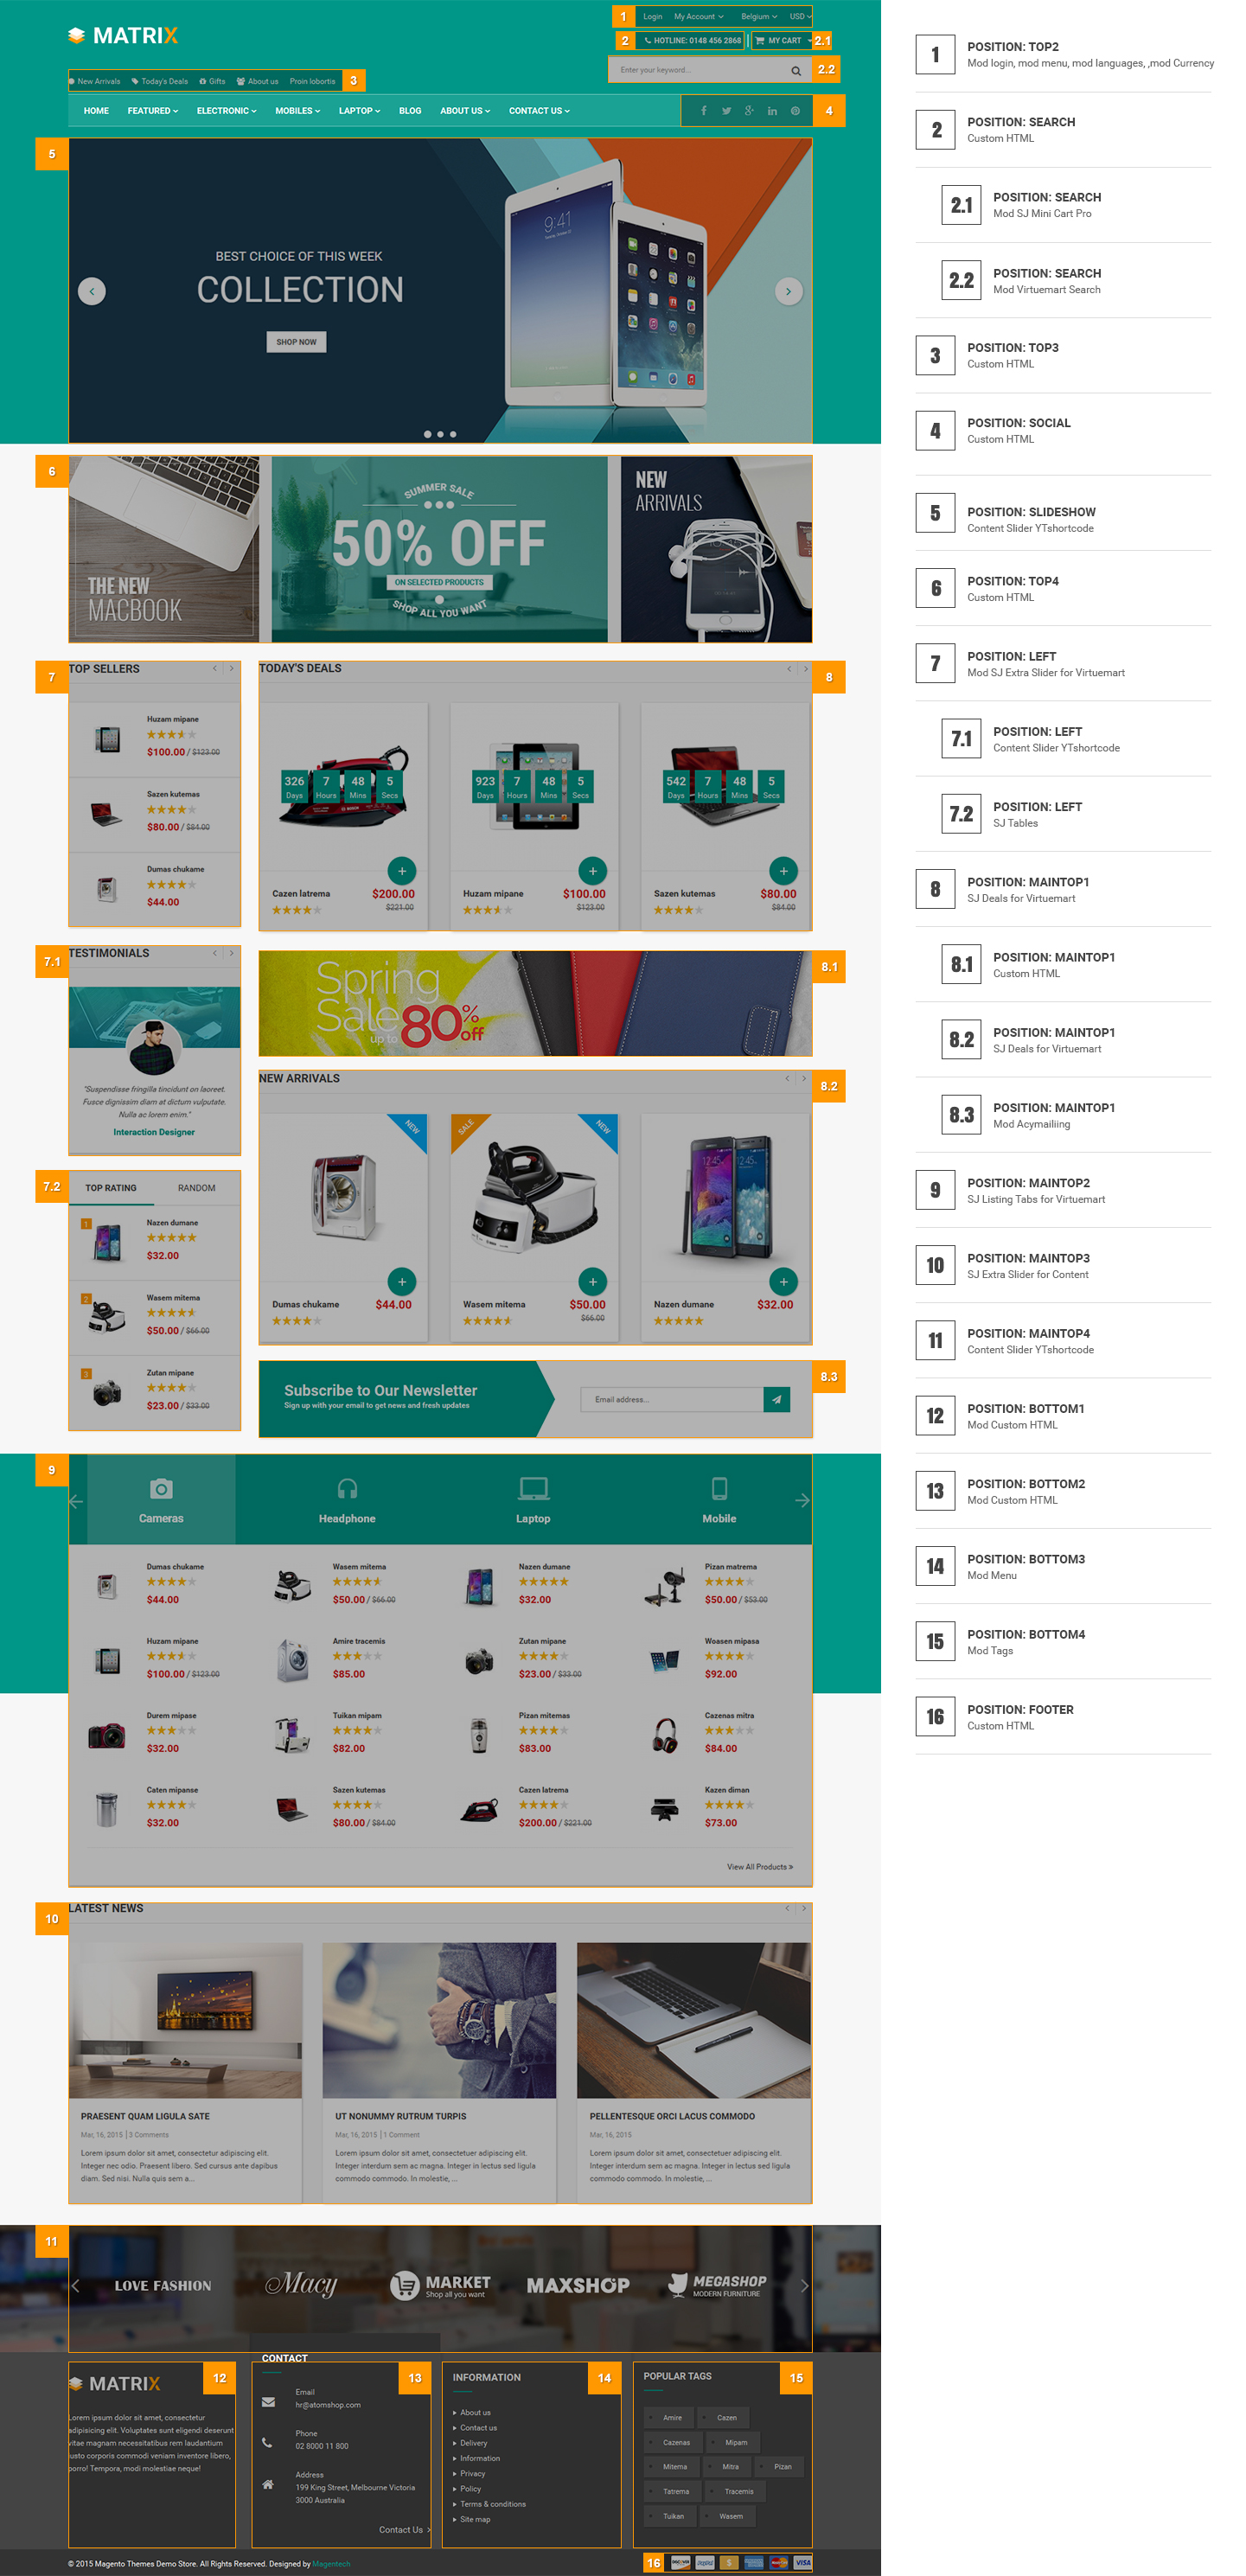 1
Login My Account Belgium USD
MATRIX
2
HOTLINE: 0148 456 2868
MY CART
2.1
Enter your keyword...
2.2
New Arrivals Today's Deals Gifts About us Proin lobortis
3
HOME FEATURED ELECTRONIC MOBILES LAPTOP BLOG ABOUT US CONTACT US
4
5
9:41
BEST CHOICE OF THIS WEEK
COLLECTION
SHOP NOW
6
THE NEW
MACBOOK
SUMMER SALE
50% OFF
ON SELECTED PRODUCTS
SHOP ALL YOU WANT
NEW
ARRIVALS
7
TOP SELLERS
Huzam mipane
$100.00 / $123.00
Sazen kutemas
$80.00 / $84.00
Dumas chukame
$44.00
TODAY'S DEALS
8
326 7 48 5
Days Hours Mins Secs
923 7 48 5
Days Hours Mins Secs
542 7 48 5
Days Hours Mins Secs
Cazen latrema $200.00
$221.00
Huzam mipane $100.00
$123.00
Sazen kutemas $80.00
$84.00
7.1
TESTIMONIALS
"Suspendisse fringilla tincidunt on laoreet.
Fusce dignissim diam at dictum vulputate.
Nulla ac lorem enim."
Interaction Designer
Spring
Sale
up to
80%
off
8.1
NEW ARRIVALS
8.2
NEW
SALE
NEW
Dumas chukame $44.00
Wasem mitema $50.00
$66.00
Nazen dumane $32.00
7.2
TOP RATING RANDOM
1
Nazen dumane
$32.00
2
Wasem mitema
$50.00 / $66.00
3
Zutan mipane
$23.00 / $33.00
Subscribe to Our Newsletter
Sign up with your email to get news and fresh updates
Email address...
8.3
9
Cameras Headphone Laptop Mobile
Dumas chukame
$44.00
Wasem mitema
$50.00 / $66.00
Nazen dumane
$32.00
Pizan matrema
$50.00 / $53.00
Huzam mipane
$100.00 / $123.00
Amire tracemis
$85.00
Zutan mipane
$23.00 / $33.00
Woasen mipasa
$92.00
Durem mipase
$32.00
Tuikan mipam
$82.00
Pizan mitemas
$83.00
Cazenas mitra
$84.00
Caten mipanse
$32.00
Sazen kutemas
$80.00 / $84.00
Cazen latrema
$200.00 / $221.00
Kazen diman
$73.00
View All Products »
10
LATEST NEWS
PRAESENT QUAM LIGULA SATE
Mar, 16, 2015 | 3 Comments
Lorem ipsum dolor sit amet, consectetur adipiscing elit.
Integer nec odio. Praesent libero. Sed cursus ante dapibus
diam. Sed nisi. Nulla quis sem a...
UT NONUMMY RUTRUM TURPIS
Mar, 16, 2015 | 1 Comment
Lorem ipsum dolor sit amet, consectetuer adipiscing elit.
Integer interdum sem ac magna. Integer in lectus sed ligula
commodo commodo. In molestie, ...
PELLENTESQUE ORCI LACUS COMMODO
Mar, 16, 2015
Lorem ipsum dolor sit amet, consectetuer adipiscing elit.
Integer interdum sem ac magna. Integer in lectus sed ligula
commodo commodo. In molestie, ...
11
LOVE FASHION
Macy
MARKET
Shop all you want
MAXSHOP
MEGASHOP
MODERN FURNITURE
MATRIX
12
Lorem ipsum dolor sit amet, consectetur
adipisicing elit. Voluptates sunt eligendi deserunt
vitae magnam necessitatibus rem laudantium
iusto corporis commodi veniam inventore libero,
porro! Tempora, modi molestiae neque!
CONTACT
13
Email
hr@atomshop.com
Phone
02 8000 11 800
Address
199 King Street, Melbourne Victoria
3000 Australia
Contact Us
INFORMATION
14
About us
Contact us
Delivery
Information
Privacy
Policy
Terms & conditions
Site map
POPULAR TAGS
15
Amire Cazen
Cazenas Mipam
Mitema Mitra Pizan
Tatrema Tracemis
Tuikan Wasem
© 2015 Magento Themes Demo Store. All Rights Reserved. Designed by Magentech
16
DISCOVER PayPal $ VISA
1
POSITION: TOP2
Mod login, mod menu, mod languages, ,mod Currency
2
POSITION: SEARCH
Custom HTML
2.1
POSITION: SEARCH
Mod SJ Mini Cart Pro
2.2
POSITION: SEARCH
Mod Virtuemart Search
3
POSITION: TOP3
Custom HTML
4
POSITION: SOCIAL
Custom HTML
5
POSITION: SLIDESHOW
Content Slider YTshortcode
6
POSITION: TOP4
Custom HTML
7
POSITION: LEFT
Mod SJ Extra Slider for Virtuemart
7.1
POSITION: LEFT
Content Slider YTshortcode
7.2
POSITION: LEFT
SJ Tables
8
POSITION: MAINTOP1
SJ Deals for Virtuemart
8.1
POSITION: MAINTOP1
Custom HTML
8.2
POSITION: MAINTOP1
SJ Deals for Virtuemart
8.3
POSITION: MAINTOP1
Mod Acymailiing
9
POSITION: MAINTOP2
SJ Listing Tabs for Virtuemart
10
POSITION: MAINTOP3
SJ Extra Slider for Content
11
POSITION: MAINTOP4
Content Slider YTshortcode
12
POSITION: BOTTOM1
Mod Custom HTML
13
POSITION: BOTTOM2
Mod Custom HTML
14
POSITION: BOTTOM3
Mod Menu
15
POSITION: BOTTOM4
Mod Tags
16
POSITION: FOOTER
Custom HTML